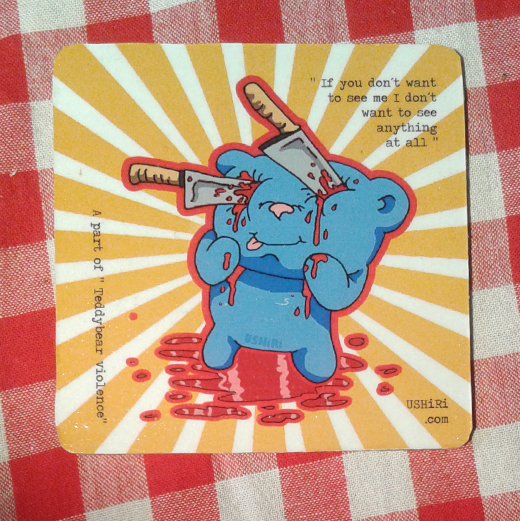 " If you don't want
to see me I don't
want to see
anything
at all "
A part of " Teddybear violence"
USHiRi
USHiRi
.com